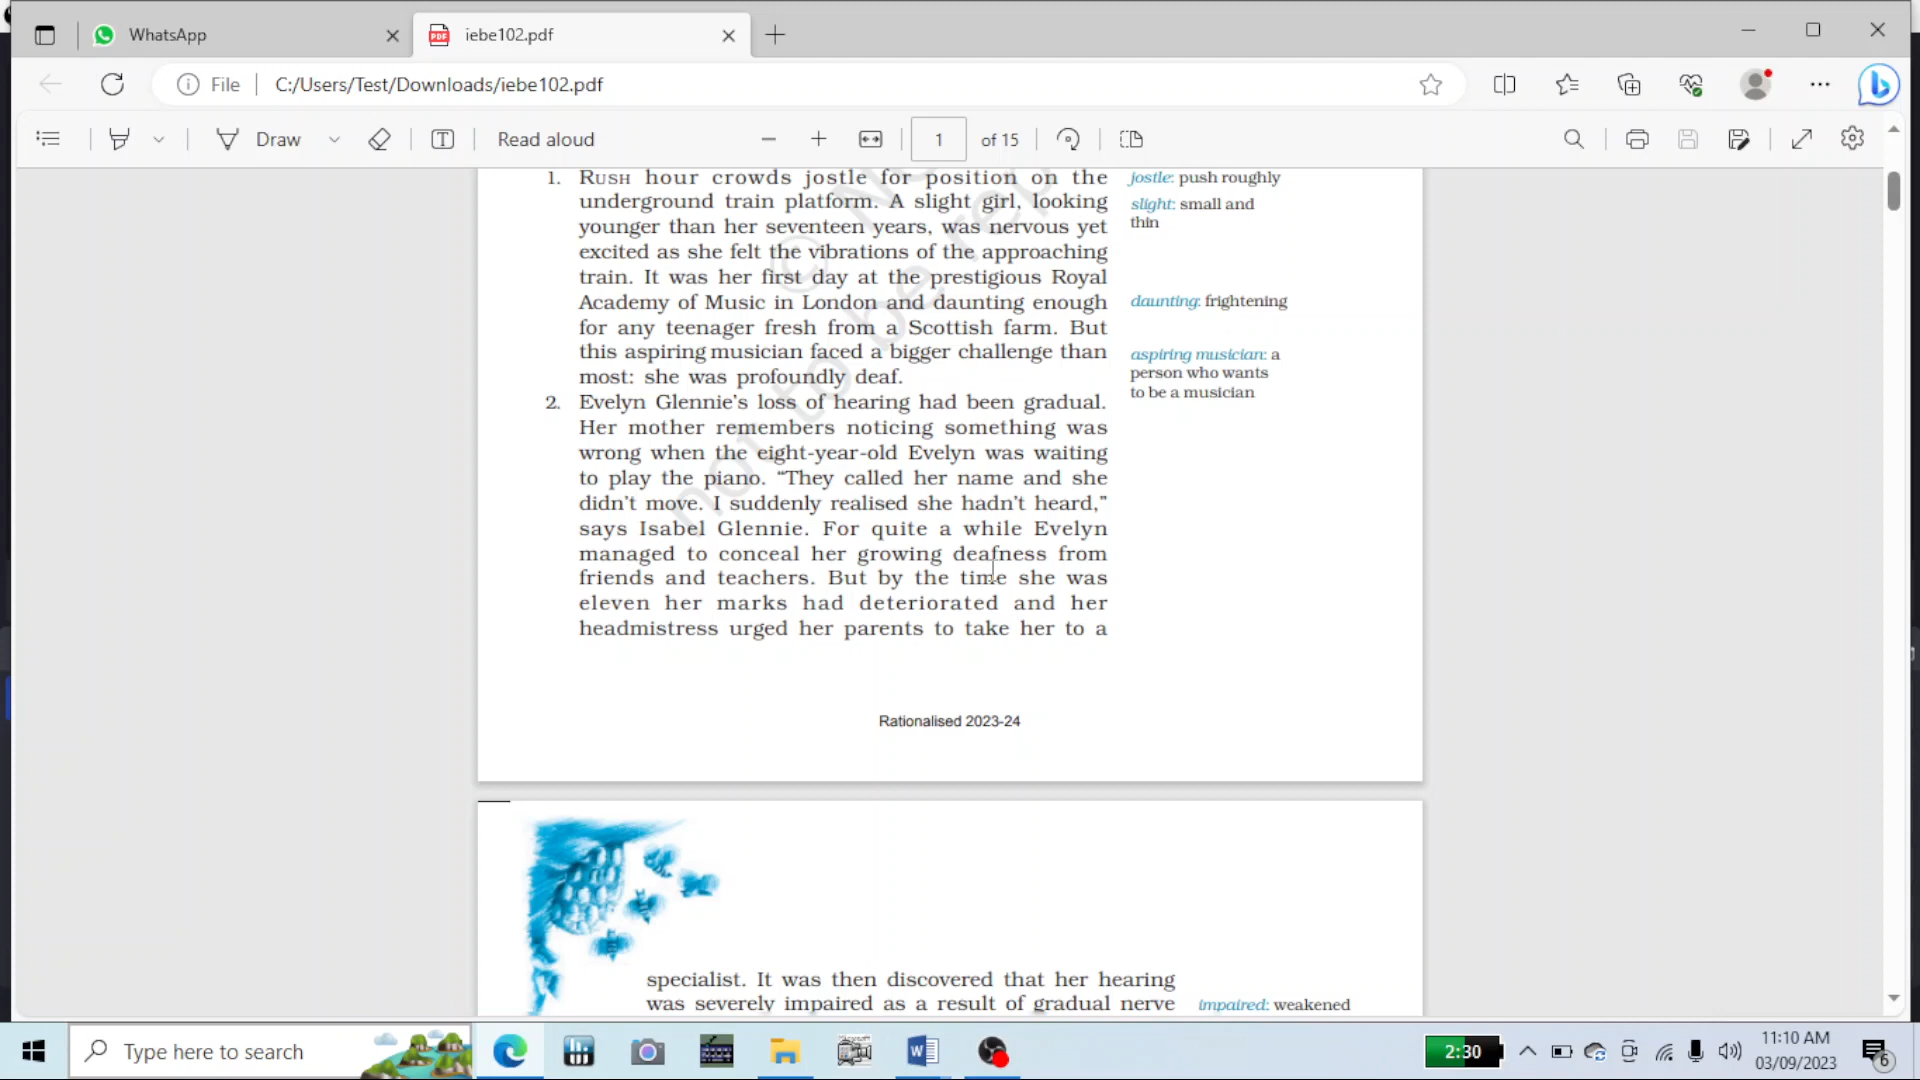 WhatsApp
iebe102.pdf
File
C:/Users/Test/Downloads/iebe102.pdf
Draw
Read aloud
1
of 15
1. RUSH hour crowds jostle for position on the
underground train platform. A slight girl, looking
younger than her seventeen years, was nervous yet
excited as she felt the vibrations of the approaching
train. It was her first day at the prestigious Royal
Academy of Music in London and daunting enough
for any teenager fresh from a Scottish farm. But
this aspiring musician faced a bigger challenge than
most: she was profoundly deaf.
jostle: push roughly
slight: small and
thin
daunting: frightening
aspiring musician: a
person who wants
to be a musician
2. Evelyn Glennie's loss of hearing had been gradual.
Her mother remembers noticing something was
wrong when the eight-year-old Evelyn was waiting
to play the piano. “They called her name and she
didn't move. I suddenly realised she hadn't heard,”
says Isabel Glennie. For quite a while Evelyn
managed to conceal her growing deafness from
friends and teachers. But by the time she was
eleven her marks had deteriorated and her
headmistress urged her parents to take her to a
not to be rep
Rationalised 2023-24
specialist. It was then discovered that her hearing
was severely impaired as a result of gradual nerve
impaired: weakened
Type here to search
2:30
11:10 AM
03/09/2023
6